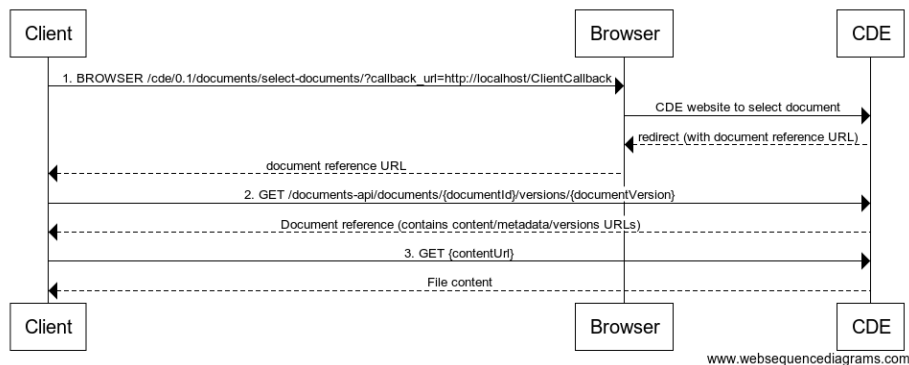 Client Browser CDE
1. BROWSER /cde/0.1/documents/select-documents/?callback_url=http://localhost/ClientCallback
CDE website to select document
redirect (with document reference URL)
document reference URL
2. GET /documents-api/documents/{documentId}/versions/{documentVersion}
Document reference (contains content/metadata/versions URLs)
3. GET {contentUrl}
File content
Client Browser CDE
www.websequencediagrams.com